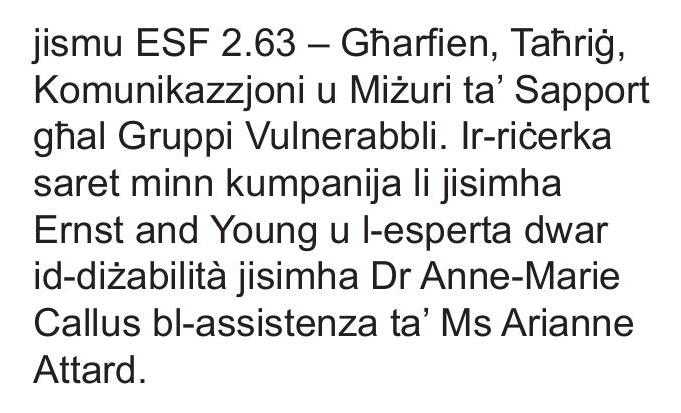 jismu ESF 2.63 – Għarfien, Taħriġ,
Komunikazzjoni u Miżuri ta’ Sapport
għal Gruppi Vulnerabbli. Ir-riċerka
saret minn kumpanija li jisimha
Ernst and Young u l-esperta dwar
id-diżabilità jisimha Dr Anne-Marie
Callus bl-assistenza ta’ Ms Arianne
Attard.